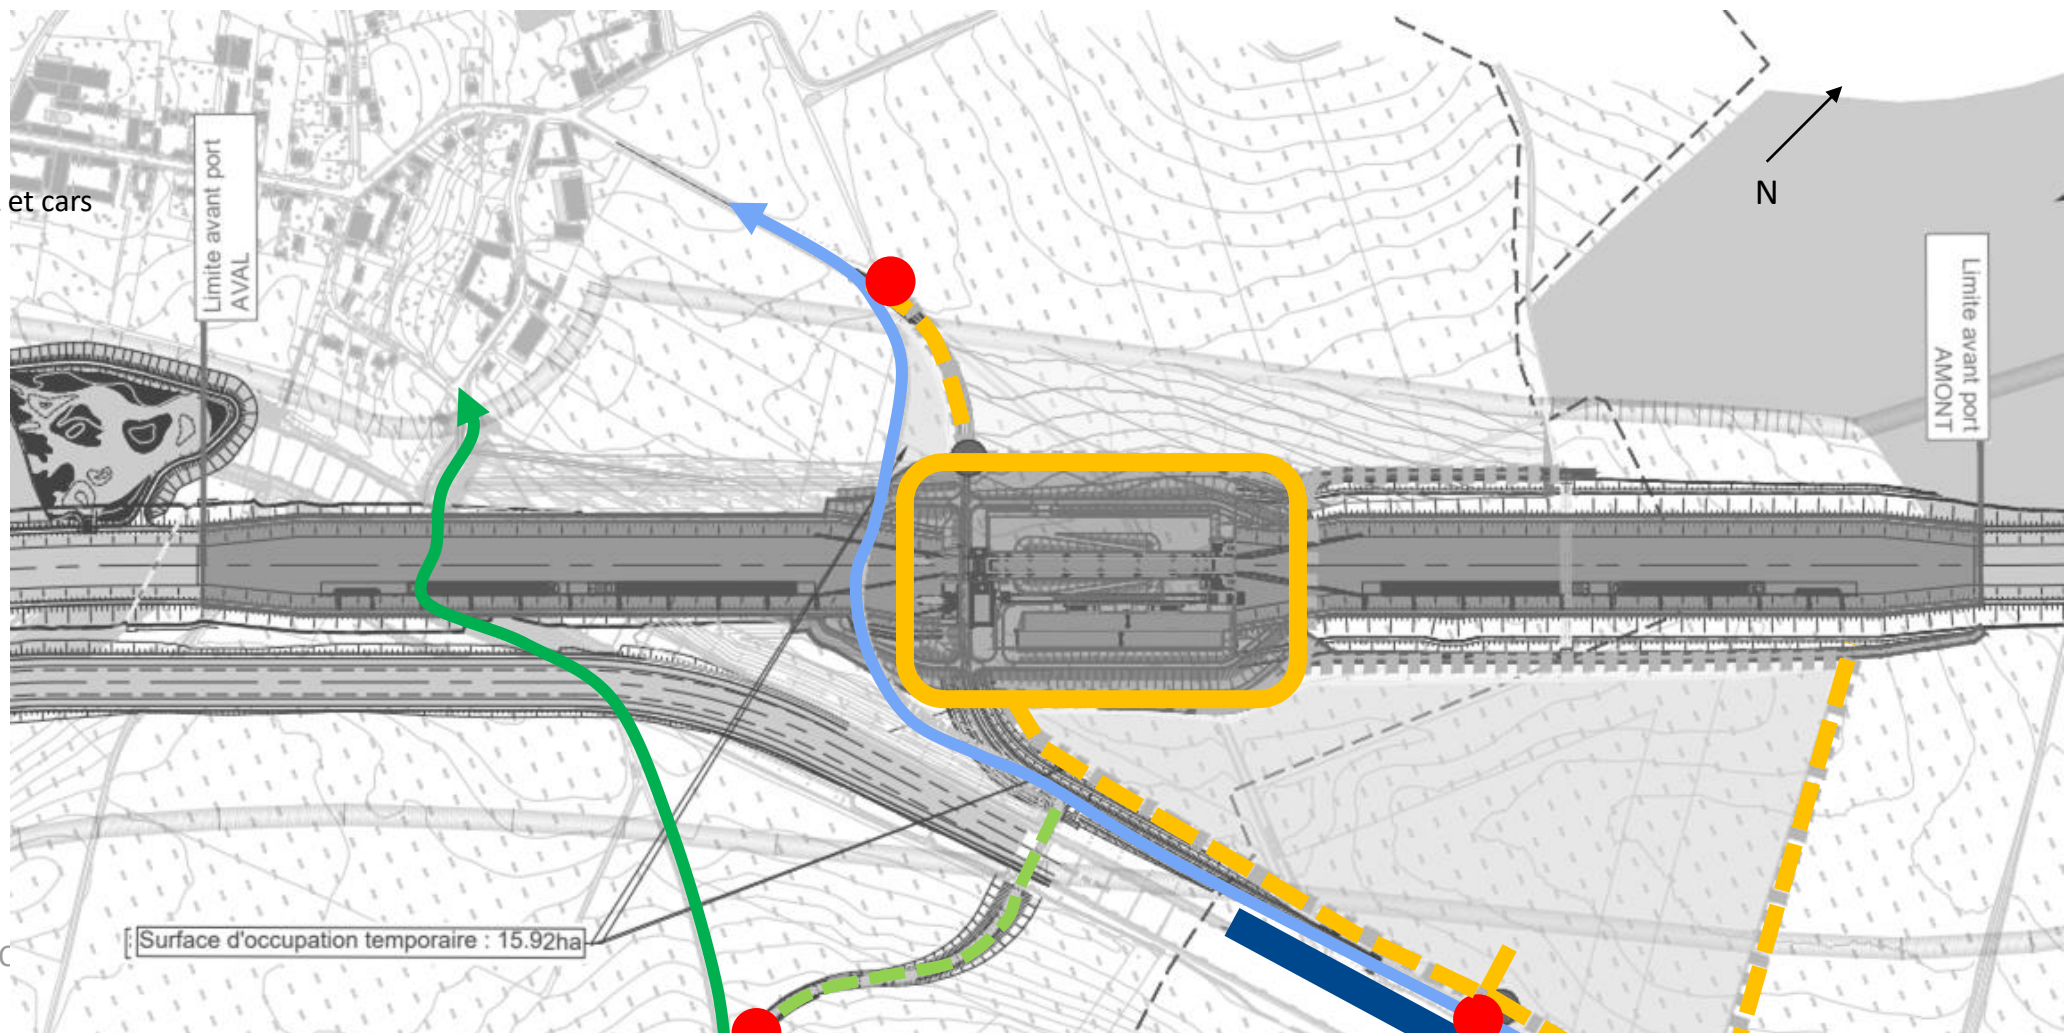 et cars
Limite avant port
AVAL
N
Limite avant port
AMONT
Surface d'occupation temporaire : 15.92ha